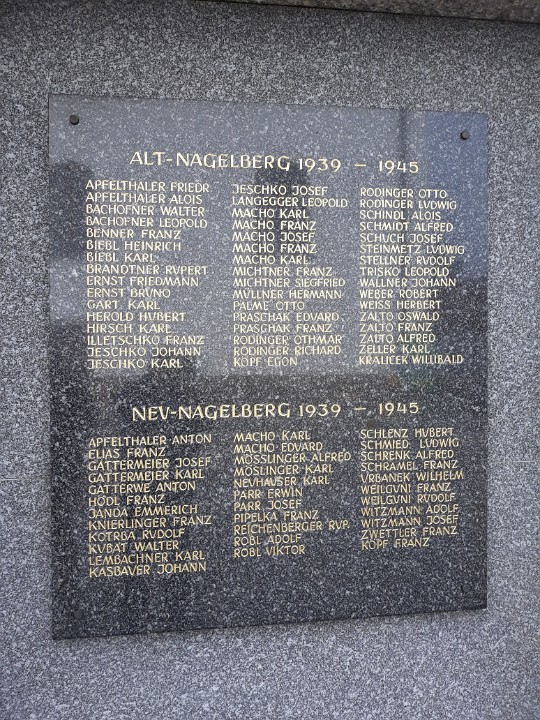 ALT-NAGELBERG 1939 – 1945
APFELTHALER FRIEDR
APFELTHALER ALOIS
BACHOFNER WALTER
BACHOFNER LEOPOLD
BENNER FRANZ
BIEBL HEINRICH
BIEBL KARL
BRANDTNER RVPERT
ERNST FRIEDMANN
ERNST BRUNO
GART KARL
HEROLD HVBERT
HIRSCH KARL
ILLETSCHKO FRANZ
JESCHKO JOHANN
JESCHKO KARL
JESCHKO JOSEF
LANGEGGER LEOPOLD
MACHO KARL
MACHO FRANZ
MACHO JOSEF
MACHO FRANZ
MACHO KARL
MICHTNER FRANZ
MICHTNER SIEGFRIED
MÜLLNER HERMANN
PALME OTTO
PRASCHAK EDVARD
PRASCHAK FRANZ
RODINGER OTHMAR
RODINGER RICHARD
KOPF EGON
RODINGER OTTO
RODINGER LVDWIG
SCHINDL ALOIS
SCHMIDT ALFRED
SCHUCH JOSEF
STEINMETZ LVDWIG
STELLNER RVDOLF
TRISKO LEOPOLD
WALLNER JOHANN
WEBER ROBERT
WEISS HERBERT
ZALTO OSWALD
ZALTO FRANZ
ZALTO ALFRED
ZELLER KARL
KRALICEK WILLIBALD
NEV-NAGELBERG 1939 – 1945
APFELTHALER ANTON
ELIAS FRANZ
GATTERMEIER JOSEF
GATTERMEIER KARL
GATTERWE ANTON
HÖDL FRANZ
JANDA EMMERICH
KNIERLINGER FRANZ
KOTRBA RVDOLF
KVBAT WALTER
LEMBACHNER KARL
KASBAVER JOHANN
MACHO KARL
MACHO EDVARD
MÖSSLINGER ALFRED
MÖSLINGER KARL
NEVHAUSER KARL
PARR ERWIN
PARR JOSEF
PIPELKA FRANZ
REICHENBERGER RVP.
ROBL ADOLF
ROBL VIKTOR
SCHLENZ HVBERT
SCHMIED LVDWIG
SCHRENK ALFRED
SCHRAMEL FRANZ
VRBANEK WILHELM
WEILGUNI FRANZ
WEILGVNI RVDOLF
WITZMANN ADOLF
WITZMANN JOSEF
ZWETTLER FRANZ
KOPF FRANZ